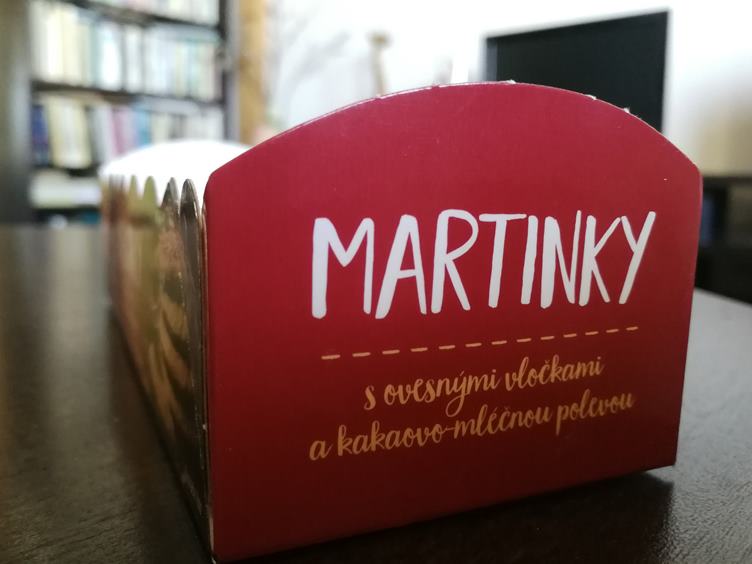 MARTINKY
s ovesnými vločkami
a kakaovo-mléčnou polevou